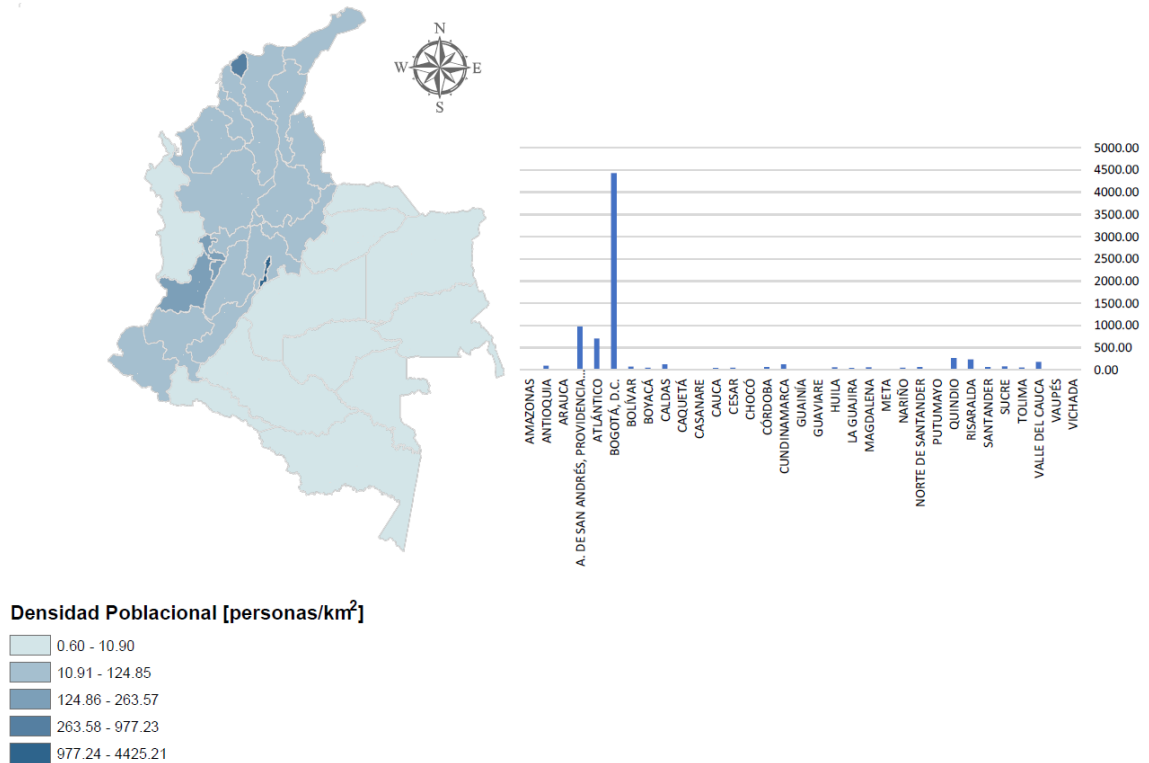 N
W
E
S
5000.00
4500.00
4000.00
3500.00
3000.00
2500.00
2000.00
1500.00
1000.00
500.00
0.00
AMAZONAS
ANTIOQUIA
ARAUCA
A. DE SAN ANDRÉS, PROVIDENCIA…
ATLÁNTICO
BOGOTÁ, D.C.
BOLÍVAR
BOYACÁ
CALDAS
CAQUETÁ
CASANARE
CAUCA
CESAR
CHOCÓ
CÓRDOBA
CUNDINAMARCA
GUAINÍA
GUAVIARE
HUILA
LA GUAJIRA
MAGDALENA
META
NARIÑO
NORTE DE SANTANDER
PUTUMAYO
QUINDIO
RISARALDA
SANTANDER
SUCRE
TOLIMA
VALLE DEL CAUCA
VAUPÉS
VICHADA
Densidad Poblacional [personas/km²]
0.60 - 10.90
10.91 - 124.85
124.86 - 263.57
263.58 - 977.23
977.24 - 4425.21